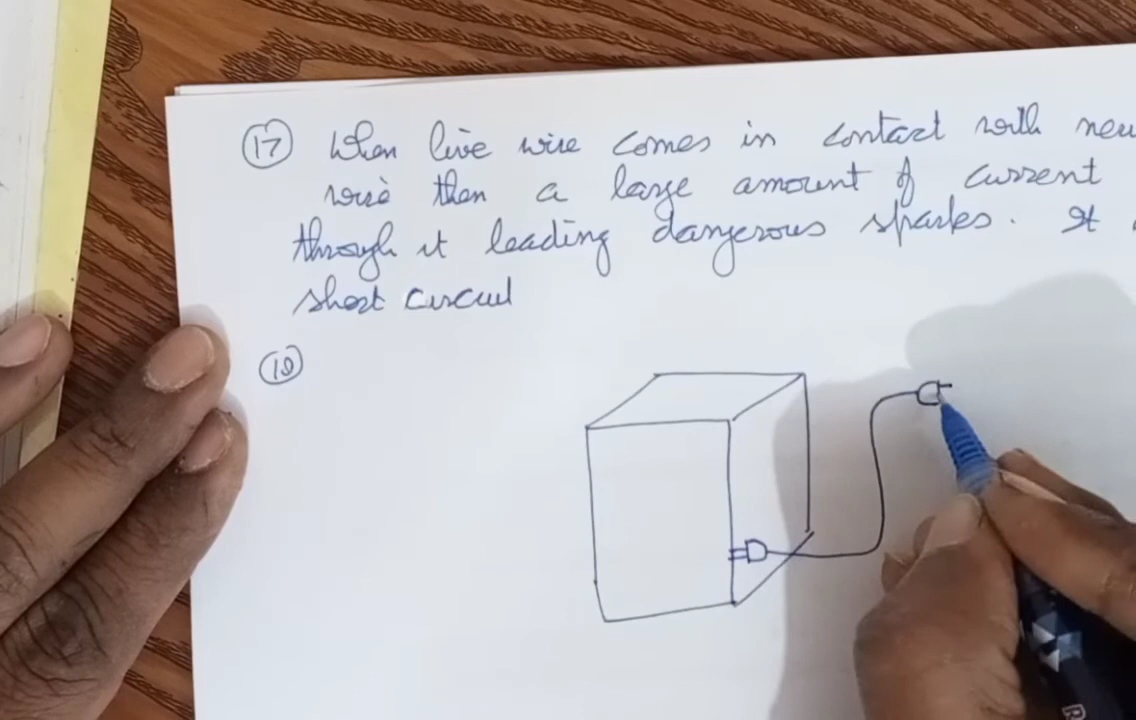 17 When live wire comes in contact with neu
wire then a large amount of current
through it leading dangerous sparks. It
short circuit
18